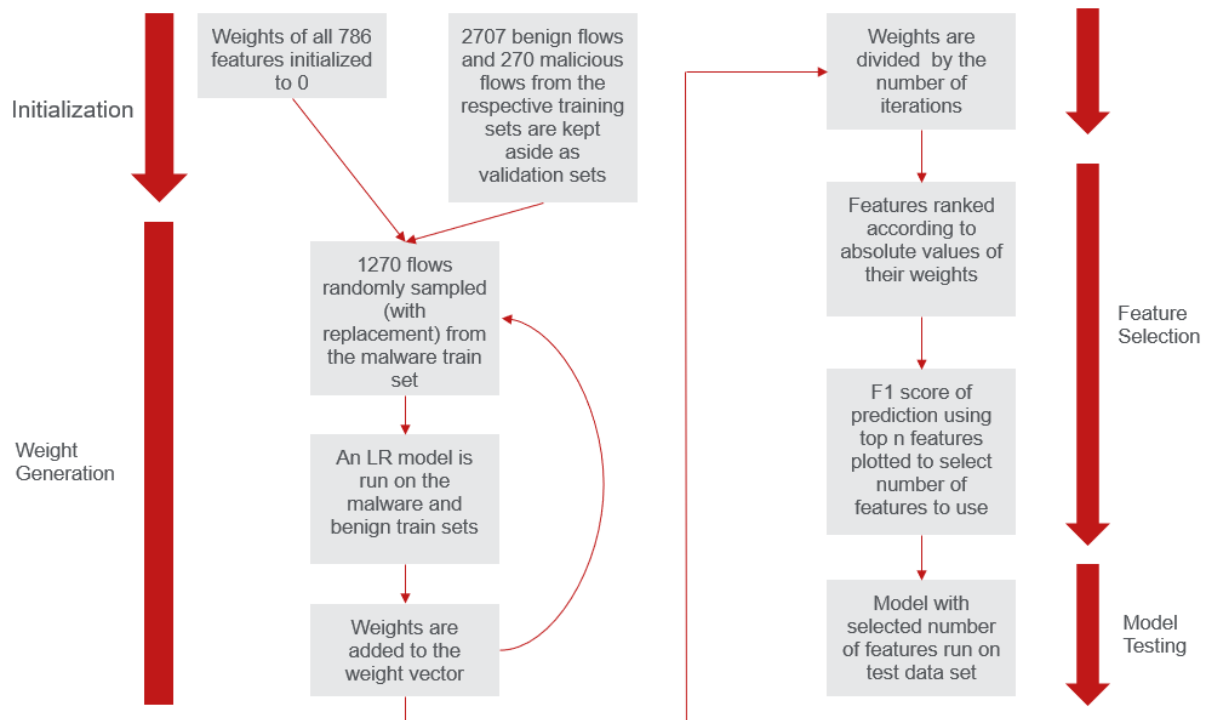 Initialization
Weights of all 786
features initialized
to 0
2707 benign flows
and 270 malicious
flows from the
respective training
sets are kept
aside as
validation sets
Weight
Generation
1270 flows
randomly sampled
(with
replacement) from
the malware train
set
An LR model is
run on the
malware and
benign train sets
Weights are
added to the
weight vector
Weights are
divided by the
number of
iterations
Feature
Selection
Features ranked
according to
absolute values of
their weights
F1 score of
prediction using
top n features
plotted to select
number of
features to use
Model with
selected number
of features run on
test data set
Model
Testing